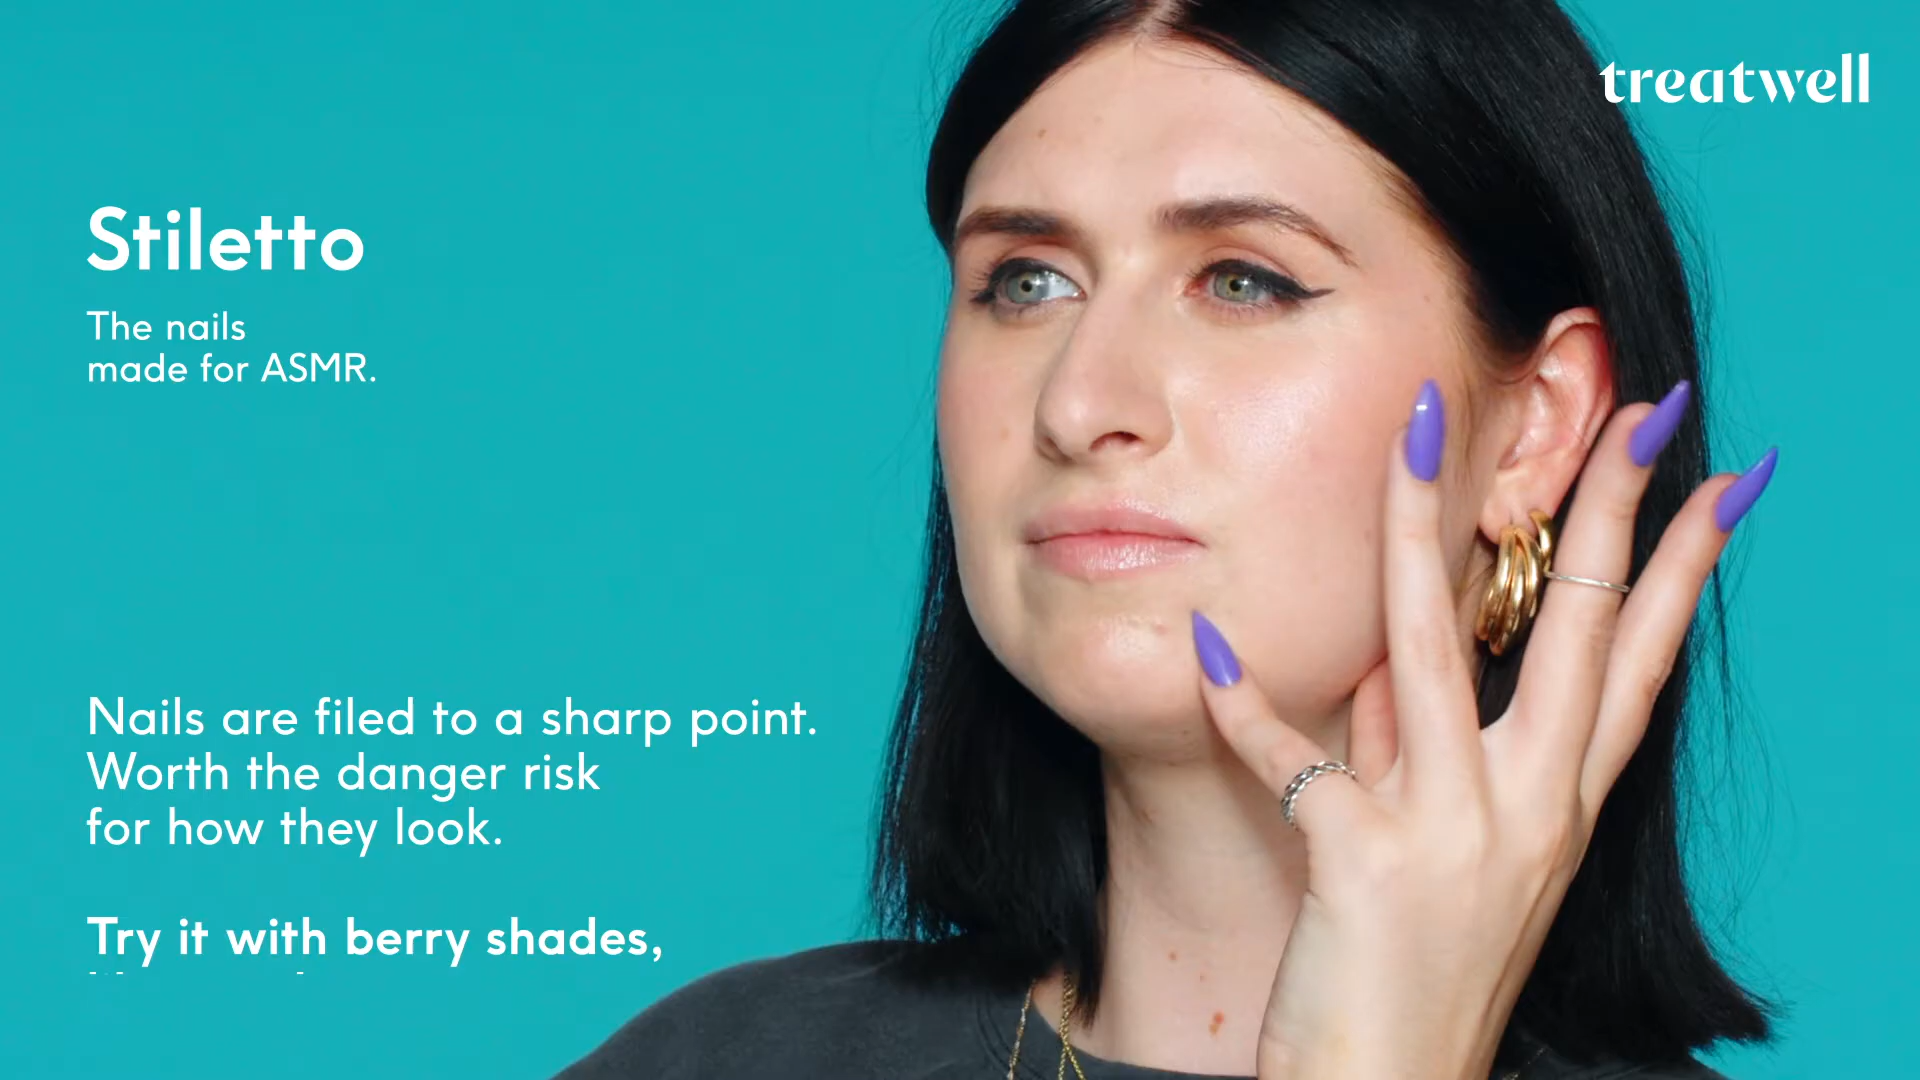 treatwell
Stiletto
The nails
made for ASMR.
Nails are filed to a sharp point.
Worth the danger risk
for how they look.
Try it with berry shades,